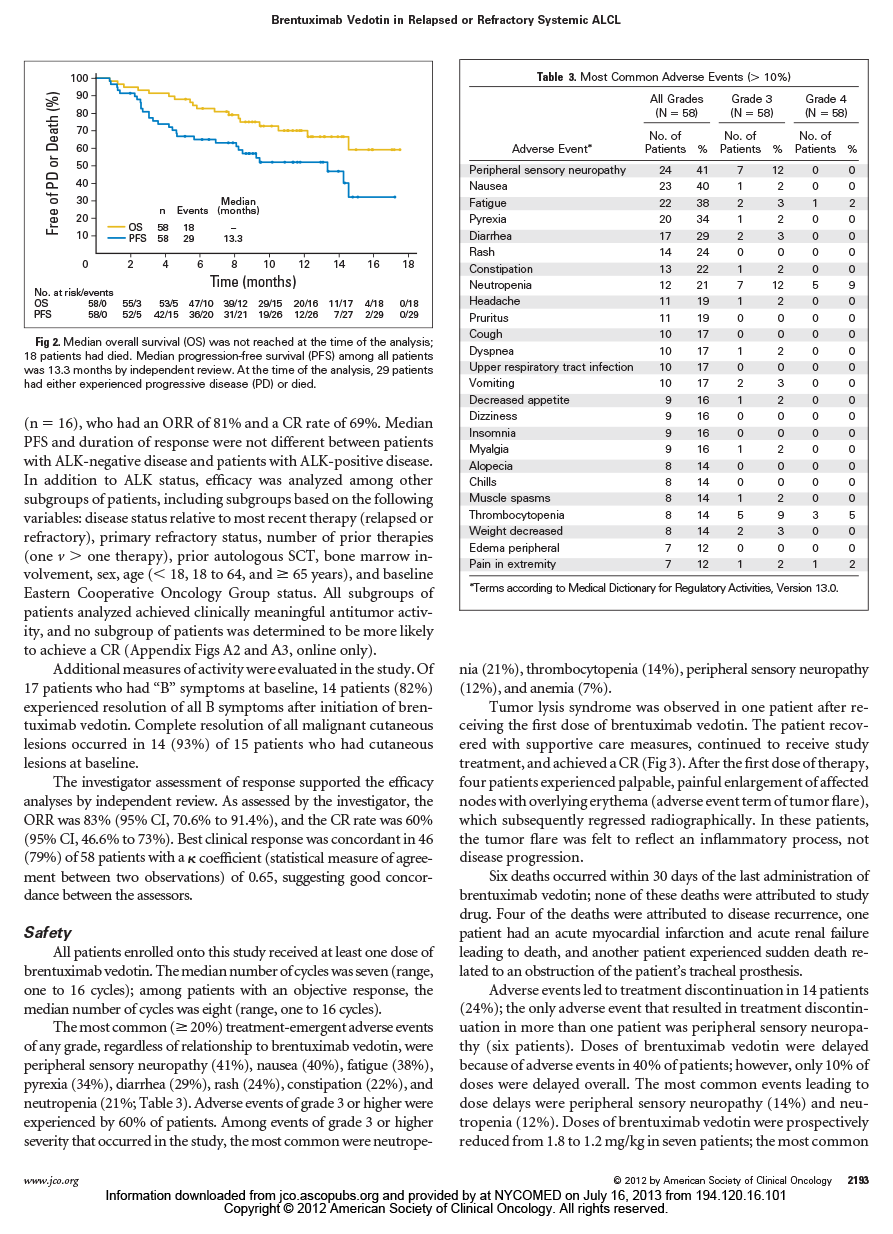 Brentuximab Vedotin in Relapsed or Refractory Systemic ALCL
Free of PD or Death (%)
100
90
80
70
60
50
40
30
20
10
n Events Median (months)
OS 58 18 –
PFS 58 29 13.3
0 2 4 6 8 10 12 14 16 18
Time (months)
No. at risk/events
OS 58/0 55/3 53/5 47/10 39/12 29/15 20/16 11/17 4/18 0/18
PFS 58/0 52/5 42/15 36/20 31/21 19/26 12/26 7/27 2/29 0/29
Fig 2. Median overall survival (OS) was not reached at the time of the analysis;
18 patients had died. Median progression-free survival (PFS) among all patients
was 13.3 months by independent review. At the time of the analysis, 29 patients
had either experienced progressive disease (PD) or died.
(n = 16), who had an ORR of 81% and a CR rate of 69%. Median
PFS and duration of response were not different between patients
with ALK-negative disease and patients with ALK-positive disease.
In addition to ALK status, efficacy was analyzed among other
subgroups of patients, including subgroups based on the following
variables: disease status relative to most recent therapy (relapsed or
refractory), primary refractory status, number of prior therapies
(one v > one therapy), prior autologous SCT, bone marrow in-
volvement, sex, age (< 18, 18 to 64, and ≥ 65 years), and baseline
Eastern Cooperative Oncology Group status. All subgroups of
patients analyzed achieved clinically meaningful antitumor activ-
ity, and no subgroup of patients was determined to be more likely
to achieve a CR (Appendix Figs A2 and A3, online only).
Additional measures of activity were evaluated in the study. Of
17 patients who had “B” symptoms at baseline, 14 patients (82%)
experienced resolution of all B symptoms after initiation of bren-
tuximab vedotin. Complete resolution of all malignant cutaneous
lesions occurred in 14 (93%) of 15 patients who had cutaneous
lesions at baseline.
The investigator assessment of response supported the efficacy
analyses by independent review. As assessed by the investigator, the
ORR was 83% (95% CI, 70.6% to 91.4%), and the CR rate was 60%
(95% CI, 46.6% to 73%). Best clinical response was concordant in 46
(79%) of 58 patients with a κ coefficient (statistical measure of agree-
ment between two observations) of 0.65, suggesting good concor-
dance between the assessors.
Safety
All patients enrolled onto this study received at least one dose of
brentuximab vedotin. The median number of cycles was seven (range,
one to 16 cycles); among patients with an objective response, the
median number of cycles was eight (range, one to 16 cycles).
The most common (≥ 20%) treatment-emergent adverse events
of any grade, regardless of relationship to brentuximab vedotin, were
peripheral sensory neuropathy (41%), nausea (40%), fatigue (38%),
pyrexia (34%), diarrhea (29%), rash (24%), constipation (22%), and
neutropenia (21%; Table 3). Adverse events of grade 3 or higher were
experienced by 60% of patients. Among events of grade 3 or higher
severity that occurred in the study, the most common were neutrope-
Table 3. Most Common Adverse Events (> 10%)
All Grades (N = 58) Grade 3 (N = 58) Grade 4 (N = 58)
Adverse Event* No. of Patients % No. of Patients % No. of Patients %
Peripheral sensory neuropathy 24 41 7 12 0 0
Nausea 23 40 1 2 0 0
Fatigue 22 38 2 3 1 2
Pyrexia 20 34 1 2 0 0
Diarrhea 17 29 2 3 0 0
Rash 14 24 0 0 0 0
Constipation 13 22 1 2 0 0
Neutropenia 12 21 7 12 5 9
Headache 11 19 1 2 0 0
Pruritus 11 19 0 0 0 0
Cough 10 17 0 0 0 0
Dyspnea 10 17 1 2 0 0
Upper respiratory tract infection 10 17 0 0 0 0
Vomiting 10 17 2 3 0 0
Decreased appetite 9 16 1 2 0 0
Dizziness 9 16 0 0 0 0
Insomnia 9 16 0 0 0 0
Myalgia 9 16 1 2 0 0
Alopecia 8 14 0 0 0 0
Chills 8 14 0 0 0 0
Muscle spasms 8 14 1 2 0 0
Thrombocytopenia 8 14 5 9 3 5
Weight decreased 8 14 2 3 0 0
Edema peripheral 7 12 0 0 0 0
Pain in extremity 7 12 1 2 1 2
*Terms according to Medical Dictionary for Regulatory Activities, Version 13.0.
nia (21%), thrombocytopenia (14%), peripheral sensory neuropathy
(12%), and anemia (7%).
Tumor lysis syndrome was observed in one patient after re-
ceiving the first dose of brentuximab vedotin. The patient recov-
ered with supportive care measures, continued to receive study
treatment, and achieved a CR (Fig 3). After the first dose of therapy,
four patients experienced palpable, painful enlargement of affected
nodes with overlying erythema (adverse event term of tumor flare),
which subsequently regressed radiographically. In these patients,
the tumor flare was felt to reflect an inflammatory process, not
disease progression.
Six deaths occurred within 30 days of the last administration of
brentuximab vedotin; none of these deaths were attributed to study
drug. Four of the deaths were attributed to disease recurrence, one
patient had an acute myocardial infarction and acute renal failure
leading to death, and another patient experienced sudden death re-
lated to an obstruction of the patient’s tracheal prosthesis.
Adverse events led to treatment discontinuation in 14 patients
(24%); the only adverse event that resulted in treatment discontin-
uation in more than one patient was peripheral sensory neuropa-
thy (six patients). Doses of brentuximab vedotin were delayed
because of adverse events in 40% of patients; however, only 10% of
doses were delayed overall. The most common events leading to
dose delays were peripheral sensory neuropathy (14%) and neu-
tropenia (12%). Doses of brentuximab vedotin were prospectively
reduced from 1.8 to 1.2 mg/kg in seven patients; the most common
www.jco.org
© 2012 by American Society of Clinical Oncology 2193
Information downloaded from jco.ascopubs.org and provided by at NYCOMED on July 16, 2013 from 194.120.16.101
Copyright © 2012 American Society of Clinical Oncology. All rights reserved.